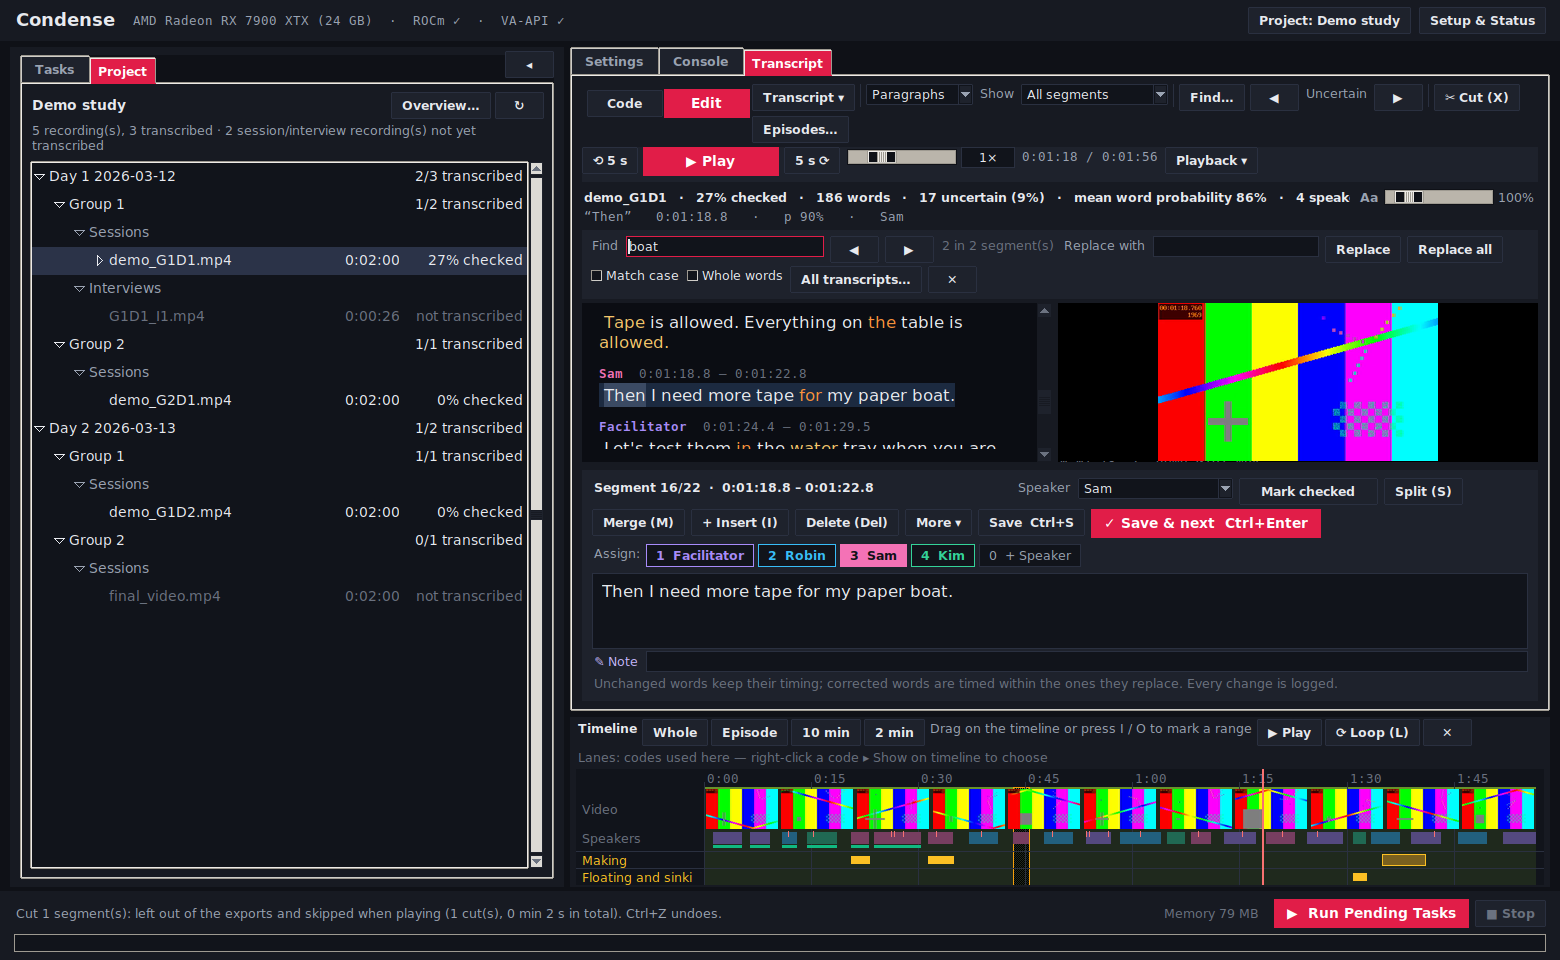 Condense AMD Radeon RX 7900 XTX (24 GB) · ROCm ✓ · VA-API ✓ Project: Demo study Setup & Status
Tasks Project ◂
Demo study Overview… ↻
5 recording(s), 3 transcribed · 2 session/interview recording(s) not yet
transcribed
Day 1 2026-03-12 2/3 transcribed
Group 1 1/2 transcribed
Sessions
demo_G1D1.mp4 0:02:00 27% checked
Interviews
G1D1_I1.mp4 0:00:26 not transcribed
Group 2 1/1 transcribed
Sessions
demo_G2D1.mp4 0:02:00 0% checked
Day 2 2026-03-13 1/2 transcribed
Group 1 1/1 transcribed
Sessions
demo_G1D2.mp4 0:02:00 0% checked
Group 2 0/1 transcribed
Sessions
final_video.mp4 0:02:00 not transcribed
Settings Console Transcript
Code Edit Transcript ▾ Paragraphs Show All segments Find… ◀ Uncertain ▶ ✂ Cut (X)
Episodes…
⟲ 5 s ▶ Play 5 s ⟳ 1× 0:01:18 / 0:01:56 Playback ▾
demo_G1D1 · 27% checked · 186 words · 17 uncertain (9%) · mean word probability 86% · 4 speak Aa 100%
“Then” 0:01:18.8 · p 90% · Sam
Find boat ◀ ▶ 2 in 2 segment(s) Replace with Replace Replace all
Match case Whole words All transcripts… ✕
Tape is allowed. Everything on the table is
allowed.
Sam 0:01:18.8 – 0:01:22.8
Then I need more tape for my paper boat.
Facilitator 0:01:24.4 – 0:01:29.5
Let's test them in the water tray when you are
00:01:18.760
1969
Segment 16/22 · 0:01:18.8 – 0:01:22.8 Speaker Sam Mark checked Split (S)
Merge (M) + Insert (I) Delete (Del) More ▾ Save Ctrl+S ✓ Save & next Ctrl+Enter
Assign: 1 Facilitator 2 Robin 3 Sam 4 Kim 0 + Speaker
Then I need more tape for my paper boat.
✎ Note
Unchanged words keep their timing; corrected words are timed within the ones they replace. Every change is logged.
Timeline Whole Episode 10 min 2 min Drag on the timeline or press I / O to mark a range ▶ Play ⟳ Loop (L) ✕
Lanes: codes used here — right-click a code ▸ Show on timeline to choose
0:00 0:15 0:30 0:45 1:00 1:15 1:30 1:45
Video
Speakers
Making
Floating and sinki
Cut 1 segment(s): left out of the exports and skipped when playing (1 cut(s), 0 min 2 s in total). Ctrl+Z undoes. Memory 79 MB ▶ Run Pending Tasks ■ Stop